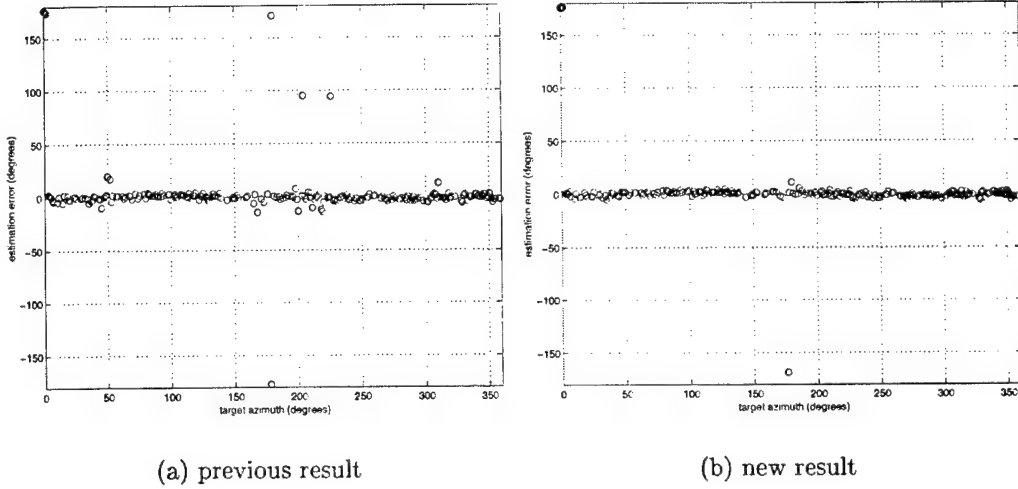 150
100
50
0
−50
−100
−150
estimation error (degrees)
0 50 100 150 200 250 300 350
target azimuth (degrees)
(a) previous result
150
100
50
0
−50
−100
−150
estimation error (degrees)
0 50 100 150 200 250 300 350
target azimuth (degrees)
(b) new result